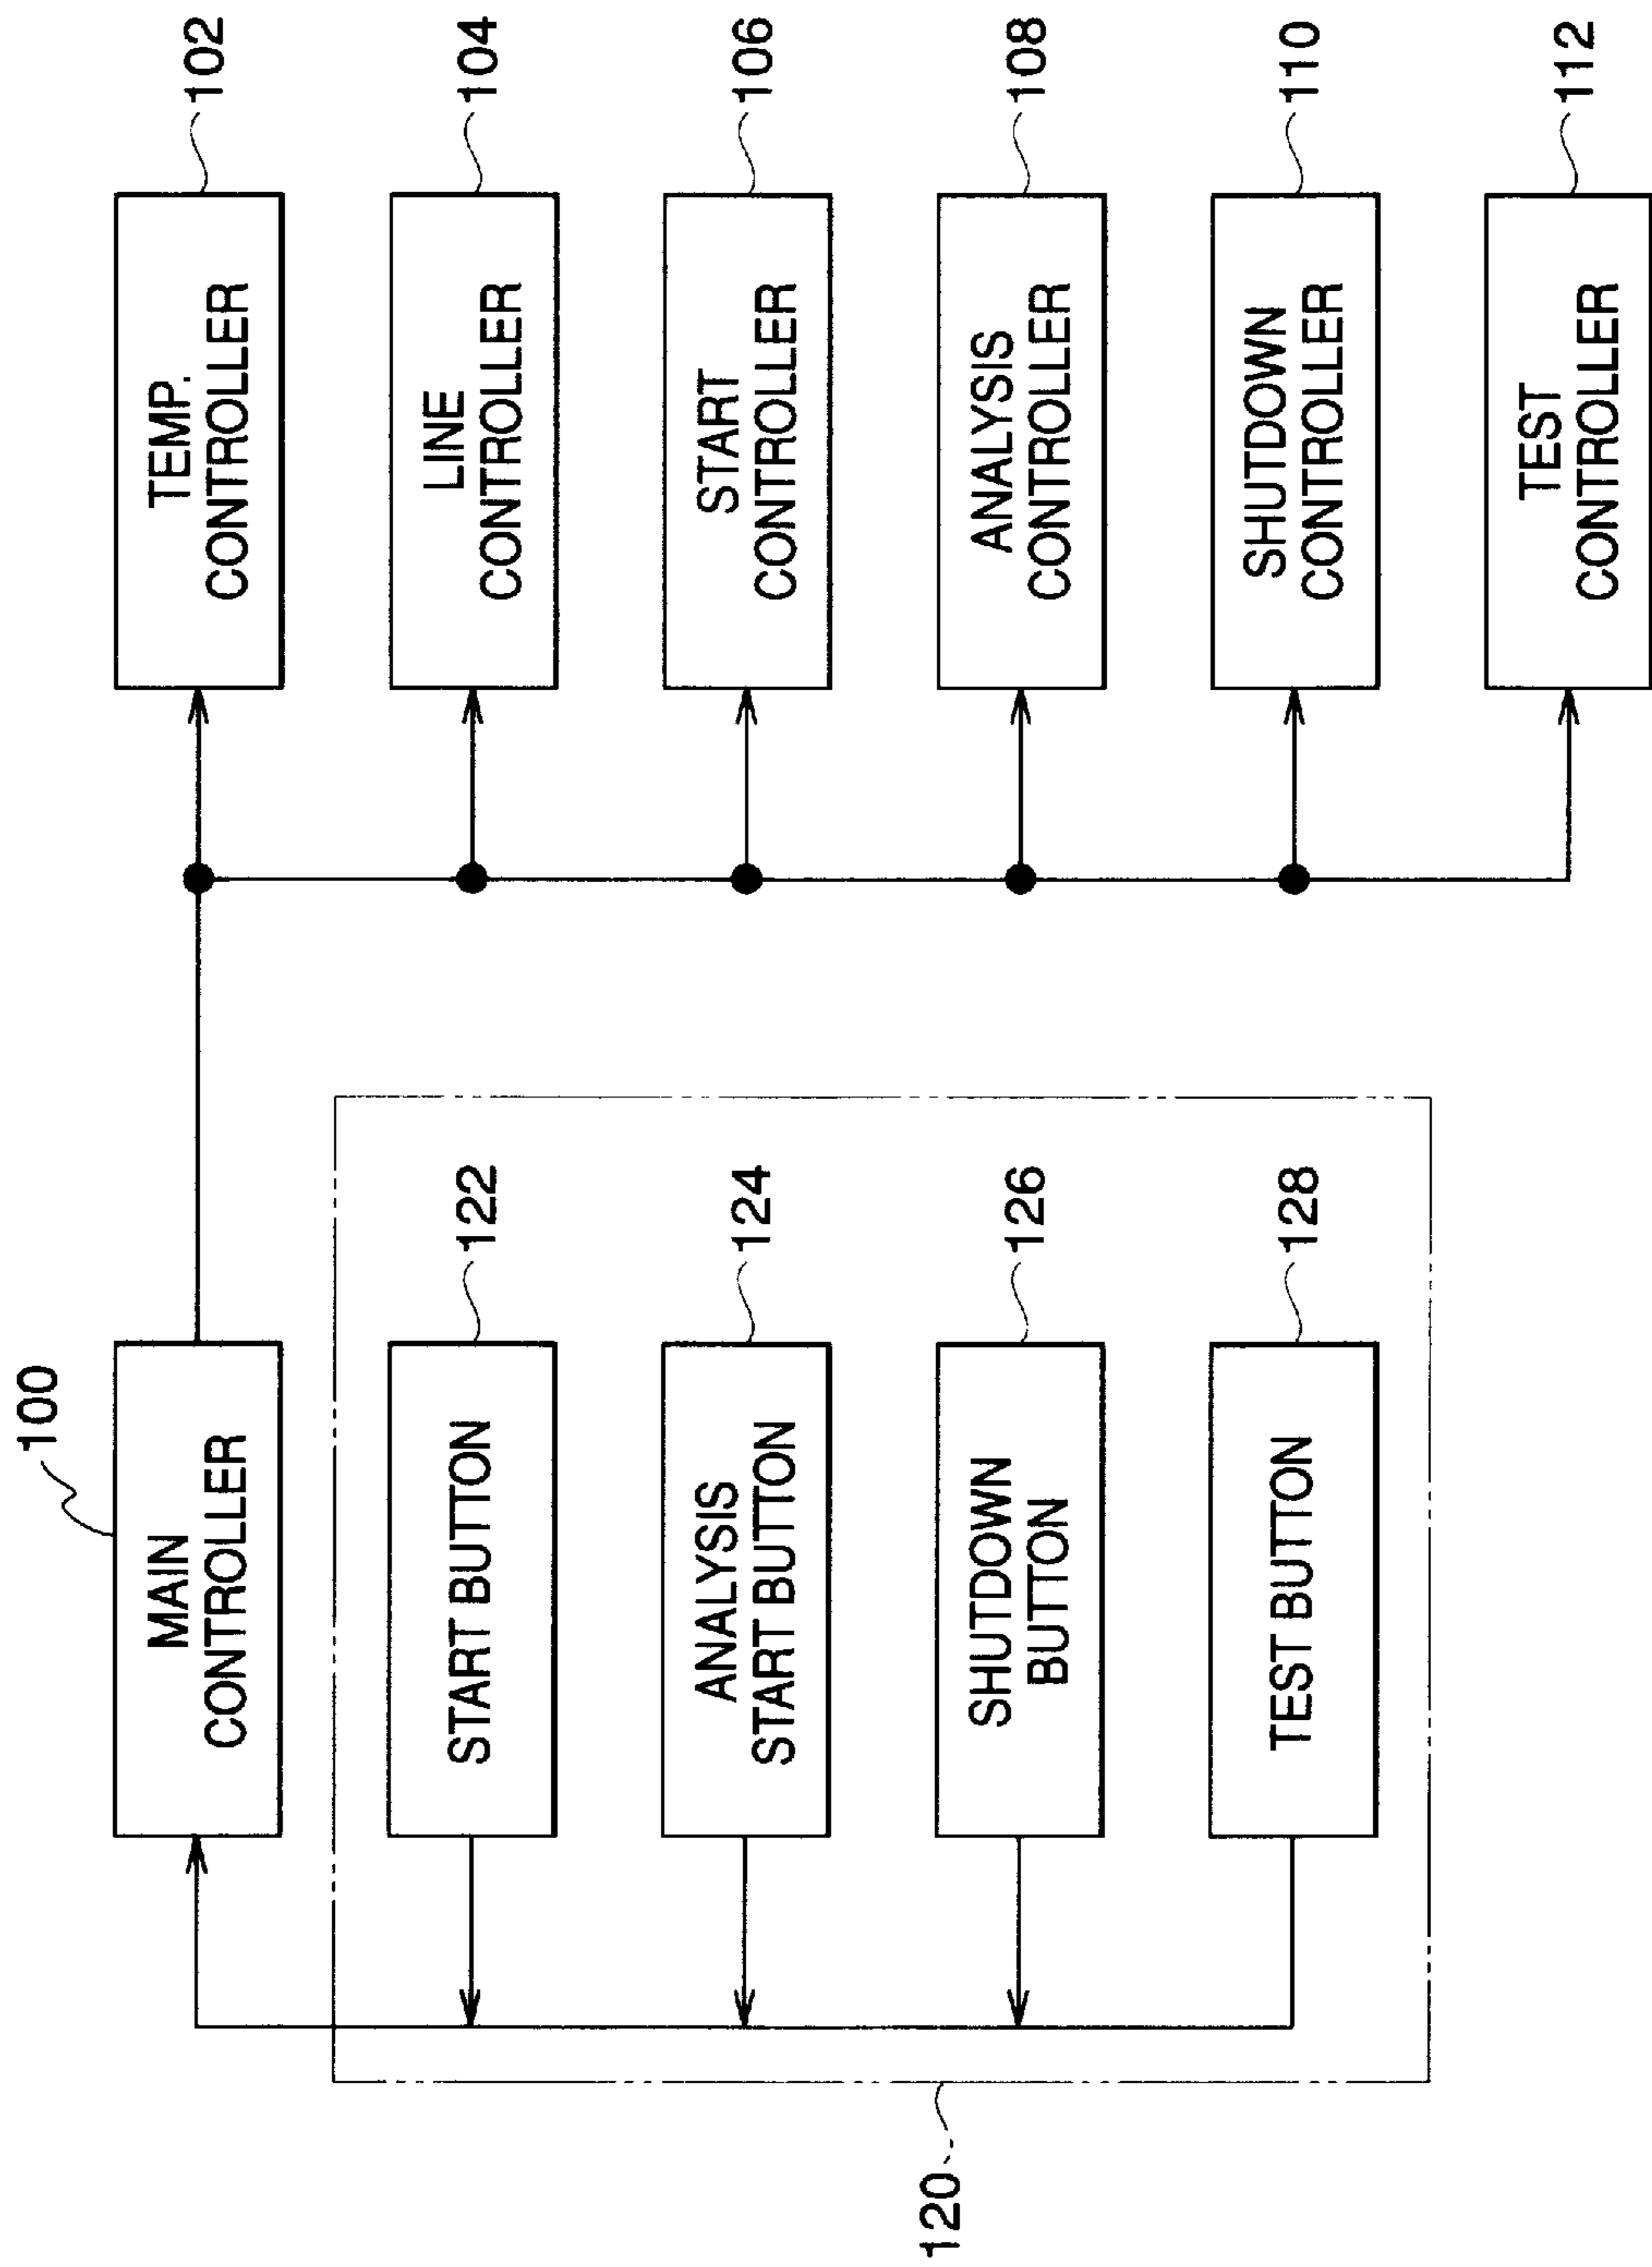 100
MAIN
CONTROLLER
120
START BUTTON
122
ANALYSIS
START BUTTON
124
SHUTDOWN
BUTTON
126
TEST BUTTON
128
TEMP.
CONTROLLER
102
LINE
CONTROLLER
104
START
CONTROLLER
106
ANALYSIS
CONTROLLER
108
SHUTDOWN
CONTROLLER
110
TEST
CONTROLLER
112